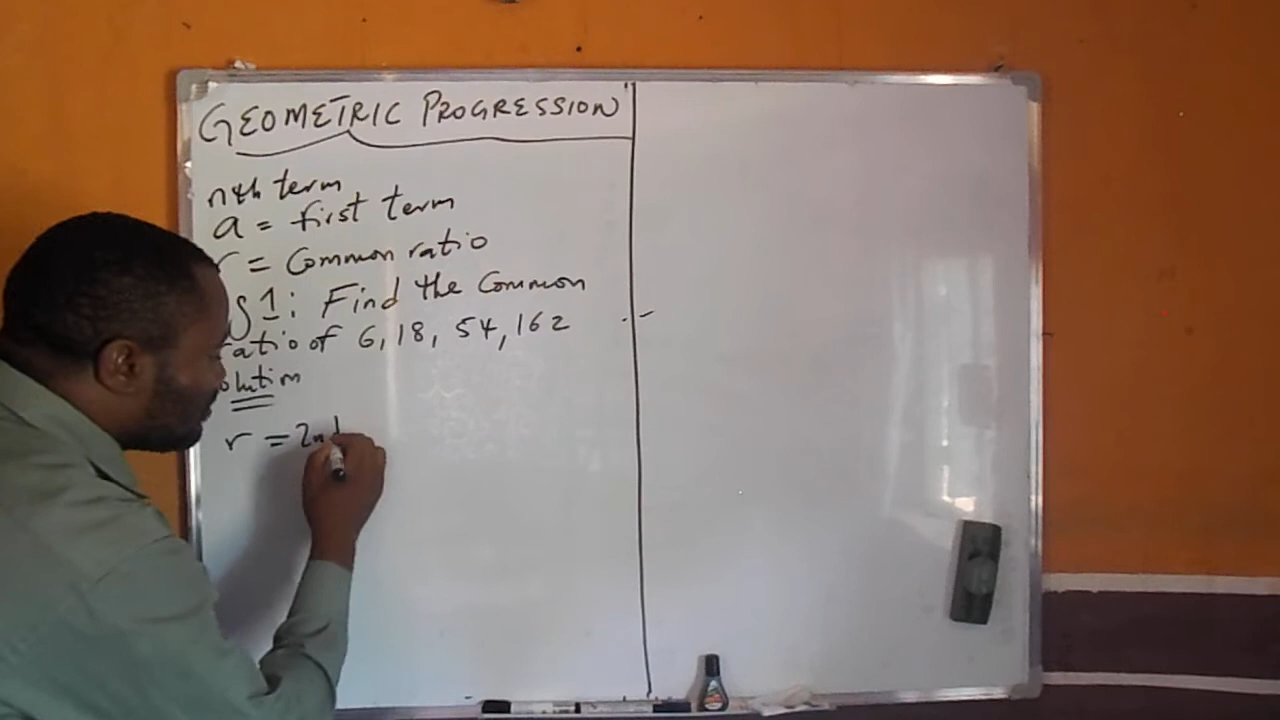 GEOMETRIC PROGRESSION
nth term
a = first term
r = Common ratio
g 1: Find the Common
ratio of 6, 18, 54, 162
olution
r = 2nd